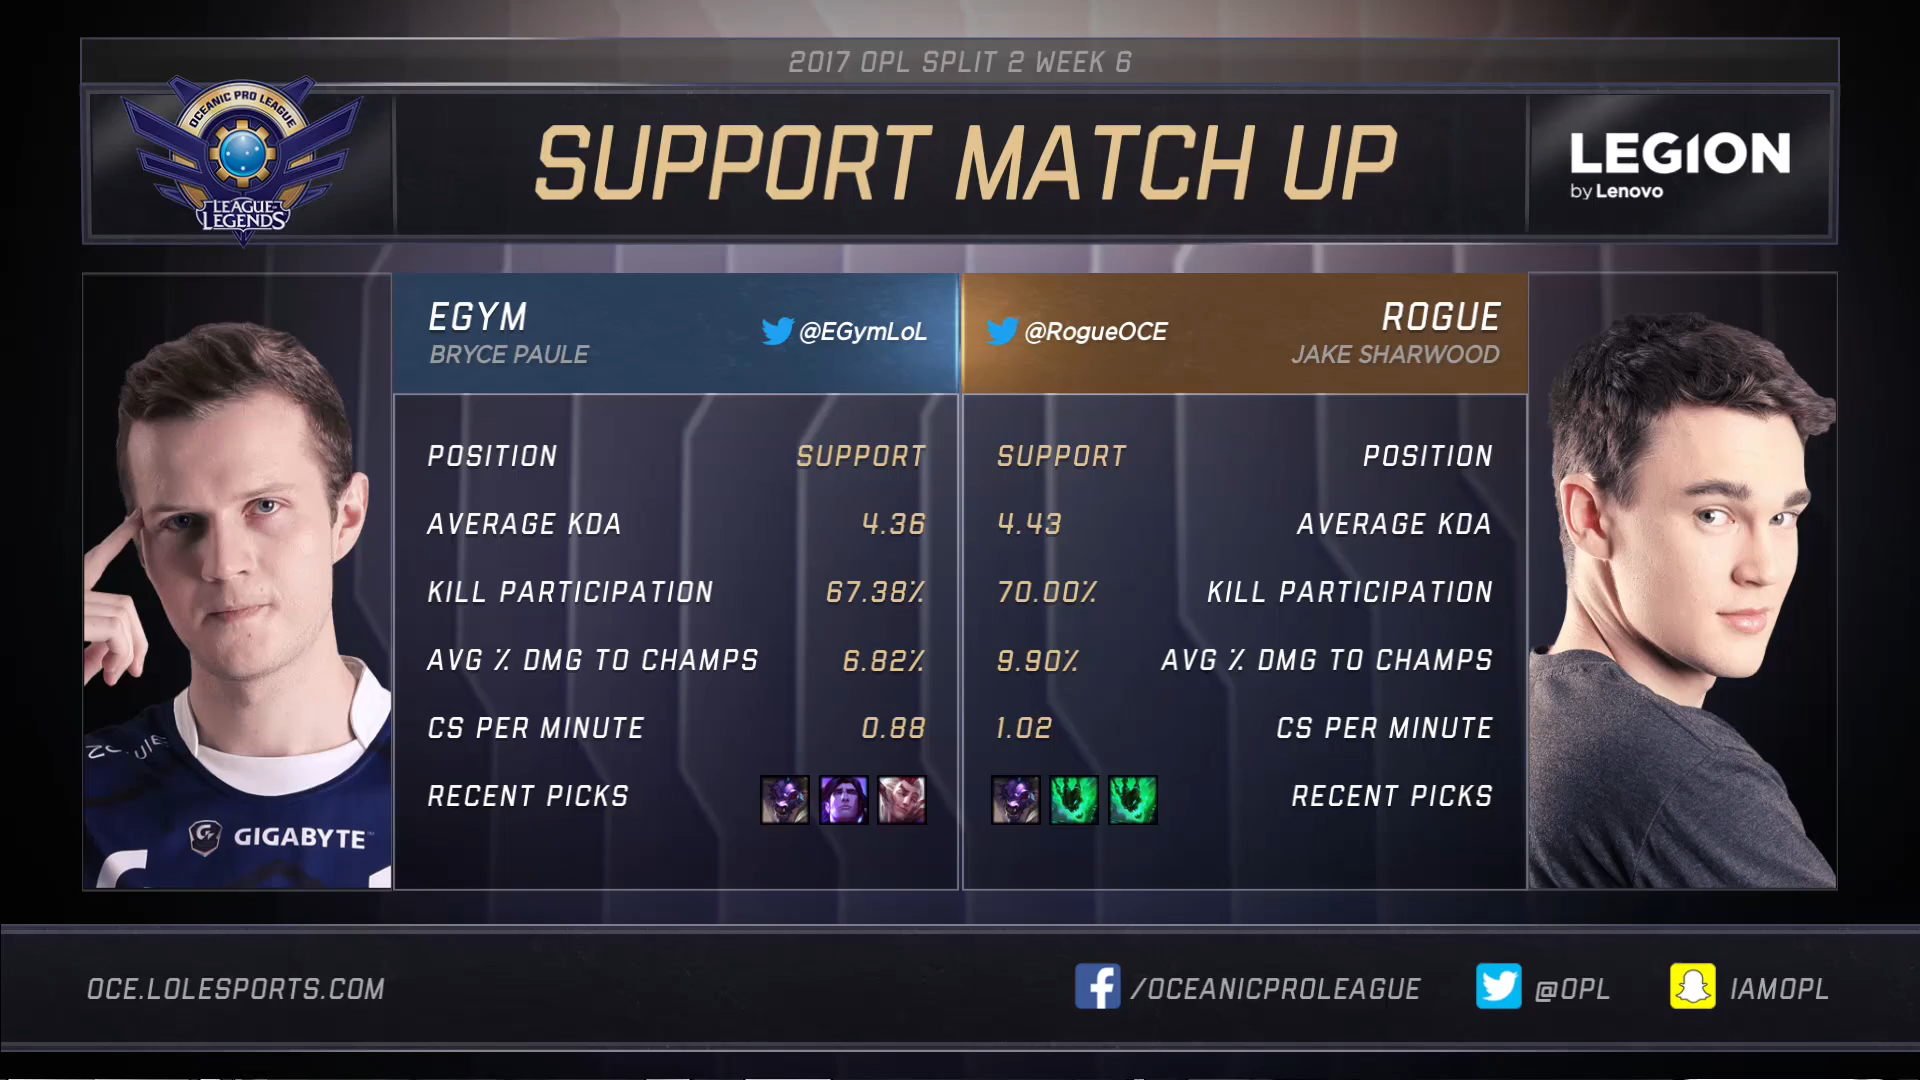 2017 OPL SPLIT 2 WEEK 6
OCEANIC PRO LEAGUE
LEAGUE OF
LEGENDS
SUPPORT MATCH UP
LEGION
by Lenovo
EGYM
BRYCE PAULE
@EGymLoL
@RogueOCE
ROGUE
JAKE SHARWOOD
POSITION SUPPORT SUPPORT POSITION
AVERAGE KDA 4.36 4.43 AVERAGE KDA
KILL PARTICIPATION 67.38% 70.00% KILL PARTICIPATION
AVG % DMG TO CHAMPS 6.82% 9.90% AVG % DMG TO CHAMPS
CS PER MINUTE 0.88 1.02 CS PER MINUTE
RECENT PICKS RECENT PICKS
GIGABYTE™
OCE.LOLESPORTS.COM
/OCEANICPROLEAGUE
@OPL
IAMOPL